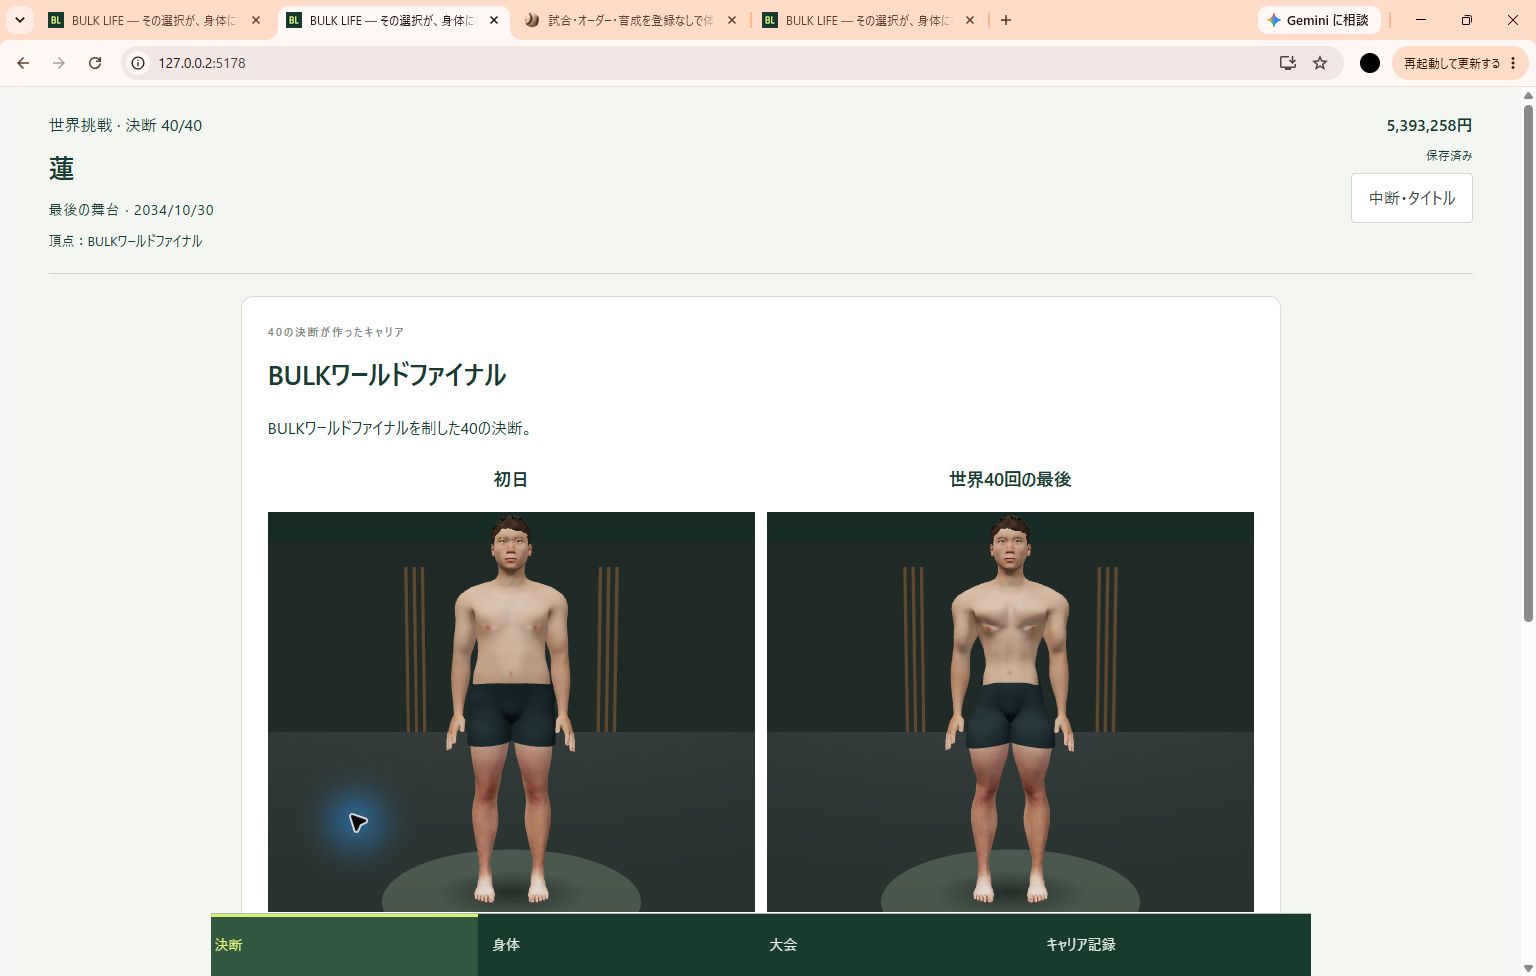 BL BULK LIFE — その選択が、身体に
BL BULK LIFE — その選択が、身体に
試合・オーダー・育成を登録なしで体
BL BULK LIFE — その選択が、身体に
Gemini に相談
127.0.0.2:5178
再起動して更新する
世界挑戦 · 決断 40/40
5,393,258円
蓮
保存済み
中断・タイトル
最後の舞台 · 2034/10/30
頂点：BULKワールドファイナル
40の決断が作ったキャリア
BULKワールドファイナル
BULKワールドファイナルを制した40の決断。
初日
世界40回の最後
決断
身体
大会
キャリア記録